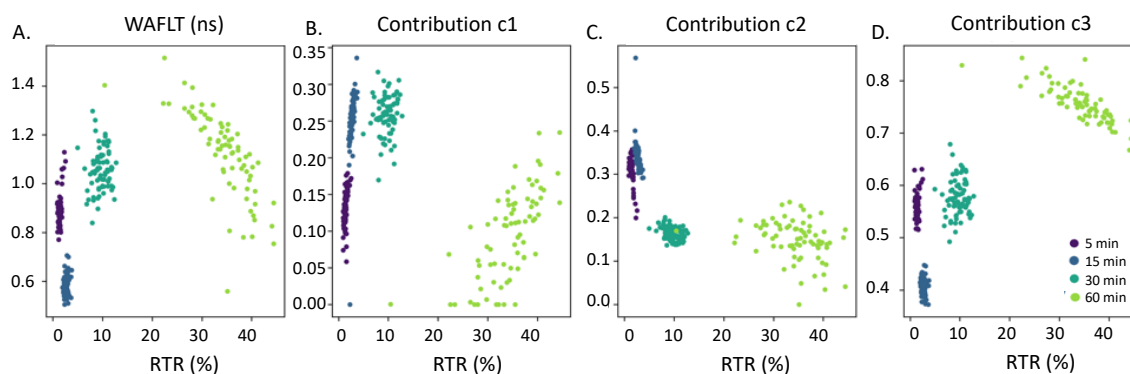 A. WAFLT (ns)
1.4
1.2
1.0
0.8
0.6
0 10 20 30 40
RTR (%)
B. Contribution c1
0.35
0.30
0.25
0.20
0.15
0.10
0.05
0.00
0 10 20 30 40
RTR (%)
C. Contribution c2
0.5
0.4
0.3
0.2
0.1
0.0
0 10 20 30 40
RTR (%)
D. Contribution c3
0.8
0.7
0.6
0.5
0.4
5 min
15 min
30 min
60 min
0 10 20 30 40
RTR (%)